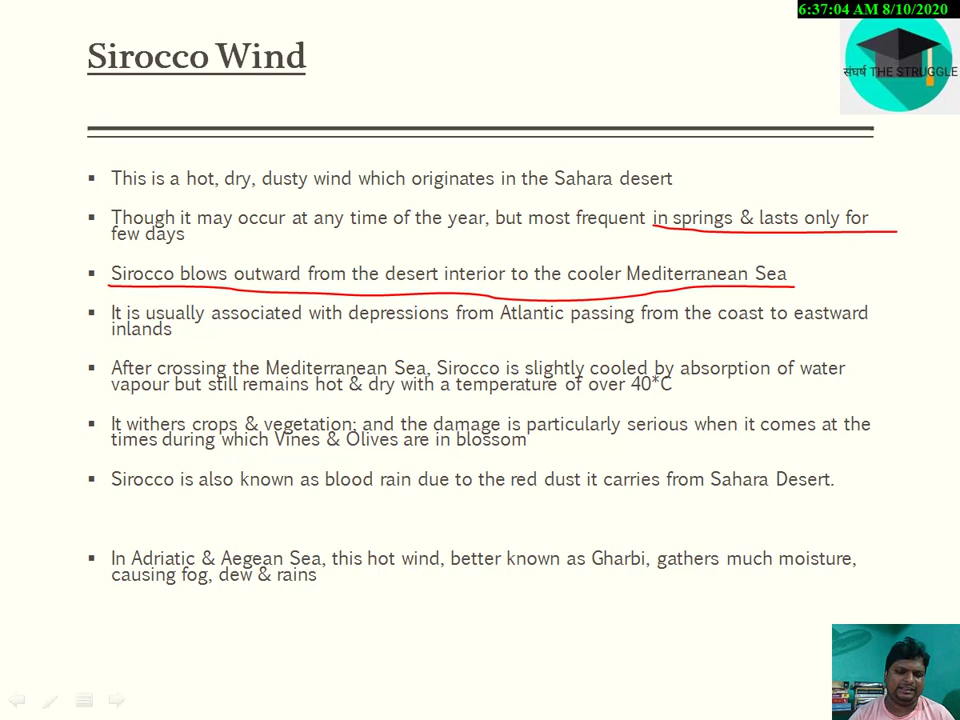 6:37:04 AM 8/10/2020
Sirocco Wind
संघर्ष THE STRUGGLE
▪ This is a hot, dry, dusty wind which originates in the Sahara desert
▪ Though it may occur at any time of the year, but most frequent in springs & lasts only for
few days
▪ Sirocco blows outward from the desert interior to the cooler Mediterranean Sea
▪ It is usually associated with depressions from Atlantic passing from the coast to eastward
inlands
▪ After crossing the Mediterranean Sea, Sirocco is slightly cooled by absorption of water
vapour but still remains hot & dry with a temperature of over 40*C
▪ It withers crops & vegetation; and the damage is particularly serious when it comes at the
times during which Vines & Olives are in blossom
▪ Sirocco is also known as blood rain due to the red dust it carries from Sahara Desert.
▪ In Adriatic & Aegean Sea, this hot wind, better known as Gharbi, gathers much moisture,
causing fog, dew & rains